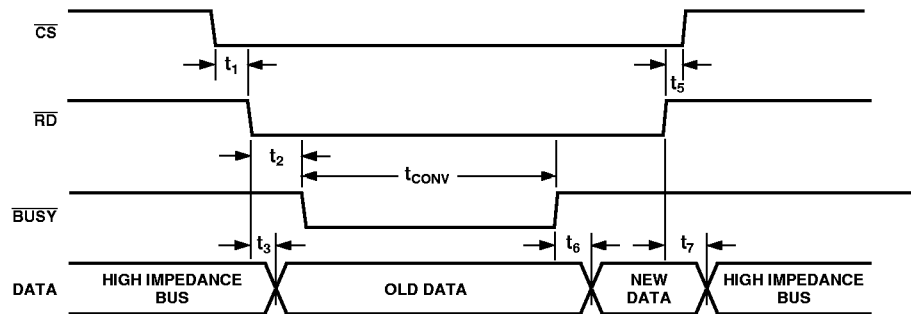 CS
t1
t5
RD
t2
tCONV
BUSY
t3
t6
t7
DATA
HIGH IMPEDANCE
BUS
OLD DATA
NEW
DATA
HIGH IMPEDANCE
BUS